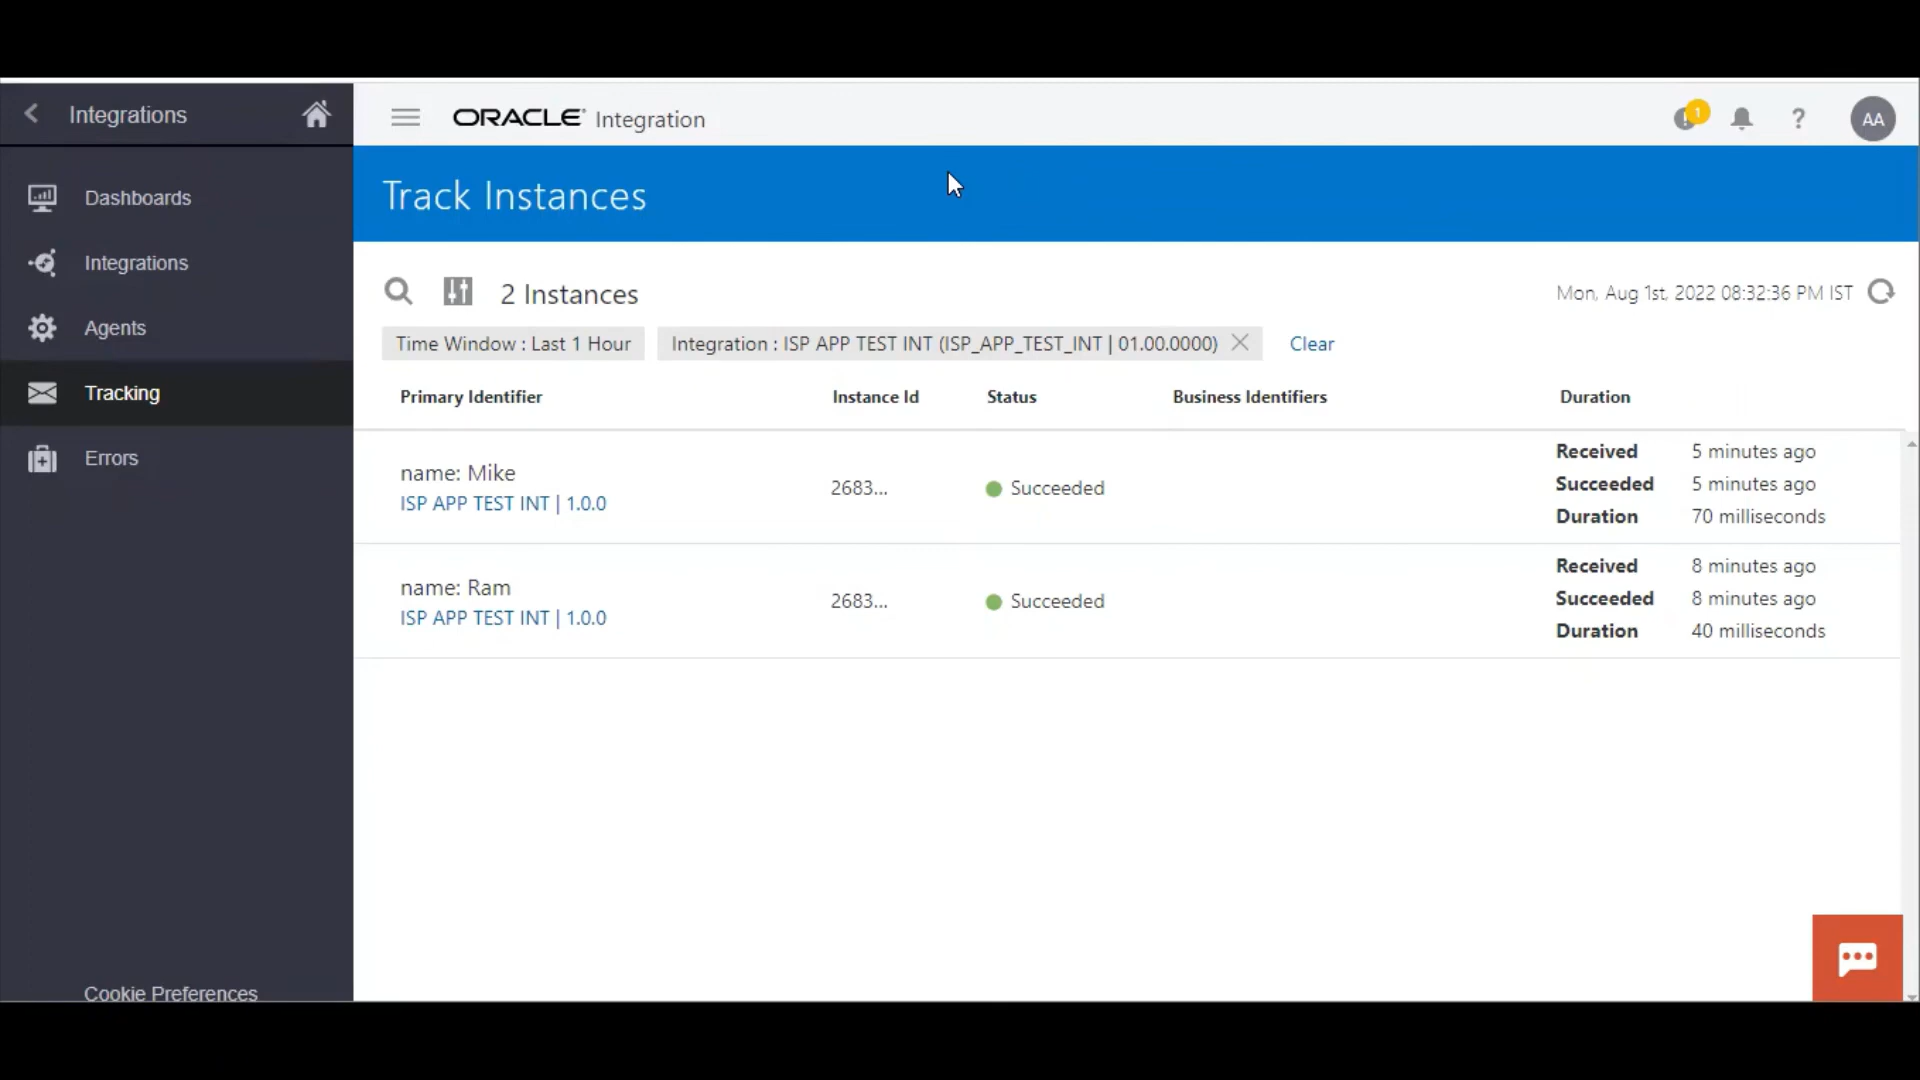 Integrations
ORACLE Integration
1
?
AA
Dashboards
Integrations
Agents
Tracking
Errors
Cookie Preferences
Track Instances
2 Instances
Mon, Aug 1st, 2022 08:32:36 PM IST
Time Window : Last 1 Hour
Integration : ISP APP TEST INT (ISP_APP_TEST_INT | 01.00.0000)
Clear
Primary Identifier Instance Id Status Business Identifiers Duration
name: Mike
ISP APP TEST INT | 1.0.0
2683...
Succeeded
Received 5 minutes ago
Succeeded 5 minutes ago
Duration 70 milliseconds
name: Ram
ISP APP TEST INT | 1.0.0
2683...
Succeeded
Received 8 minutes ago
Succeeded 8 minutes ago
Duration 40 milliseconds